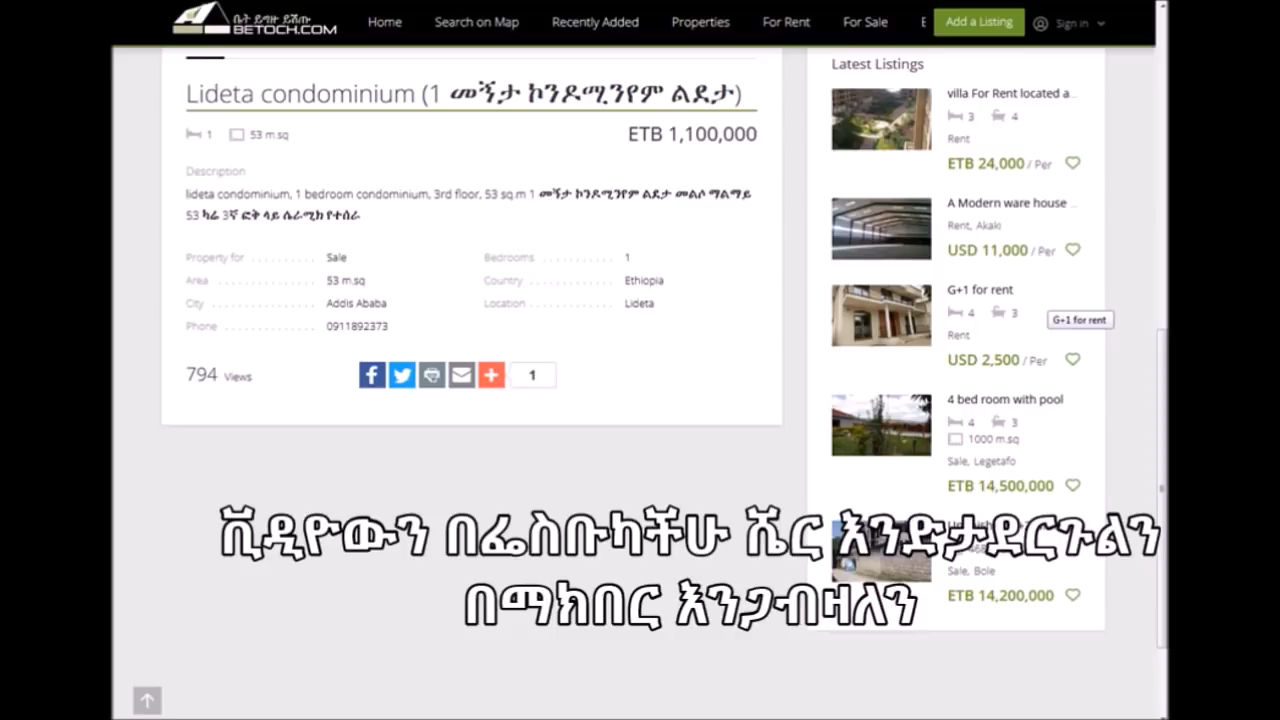 ቤት ይግዙ ይሽጡ
BETOCH.COM
Home Search on Map Recently Added Properties For Rent For Sale E Add a Listing Sign in
Lideta condominium (1 መኝታ ኮንዶሚንየም ልደታ)
1 53 m.sq ETB 1,100,000
Description
lideta condominium, 1 bedroom condominium, 3rd floor, 53 sq.m 1 መኝታ ኮንዶሚንየም ልደታ መልሶ ማልማይ
53 ካሬ 3ኛ ፎቅ ላይ ሴራሚክ የተሰራ
Property for Sale Bedrooms 1
Area 53 m.sq Country Ethiopia
City Addis Ababa Location Lideta
Phone 0911892373
794 Views
1
Latest Listings
villa For Rent located a...
3 4
Rent
ETB 24,000 / Per
A Modern ware house ...
Rent, Akaki
USD 11,000 / Per
G+1 for rent
4 3
G+1 for rent
Rent
USD 2,500 / Per
4 bed room with pool
4 3
1000 m.sq
Sale, Legetafo
ETB 14,500,000
Sale, Bole
ETB 14,200,000
ቪዲዮውን በፌስቡካችሁ ሼር እንድታደርጉልን
በማክበር እንጋብዛለን